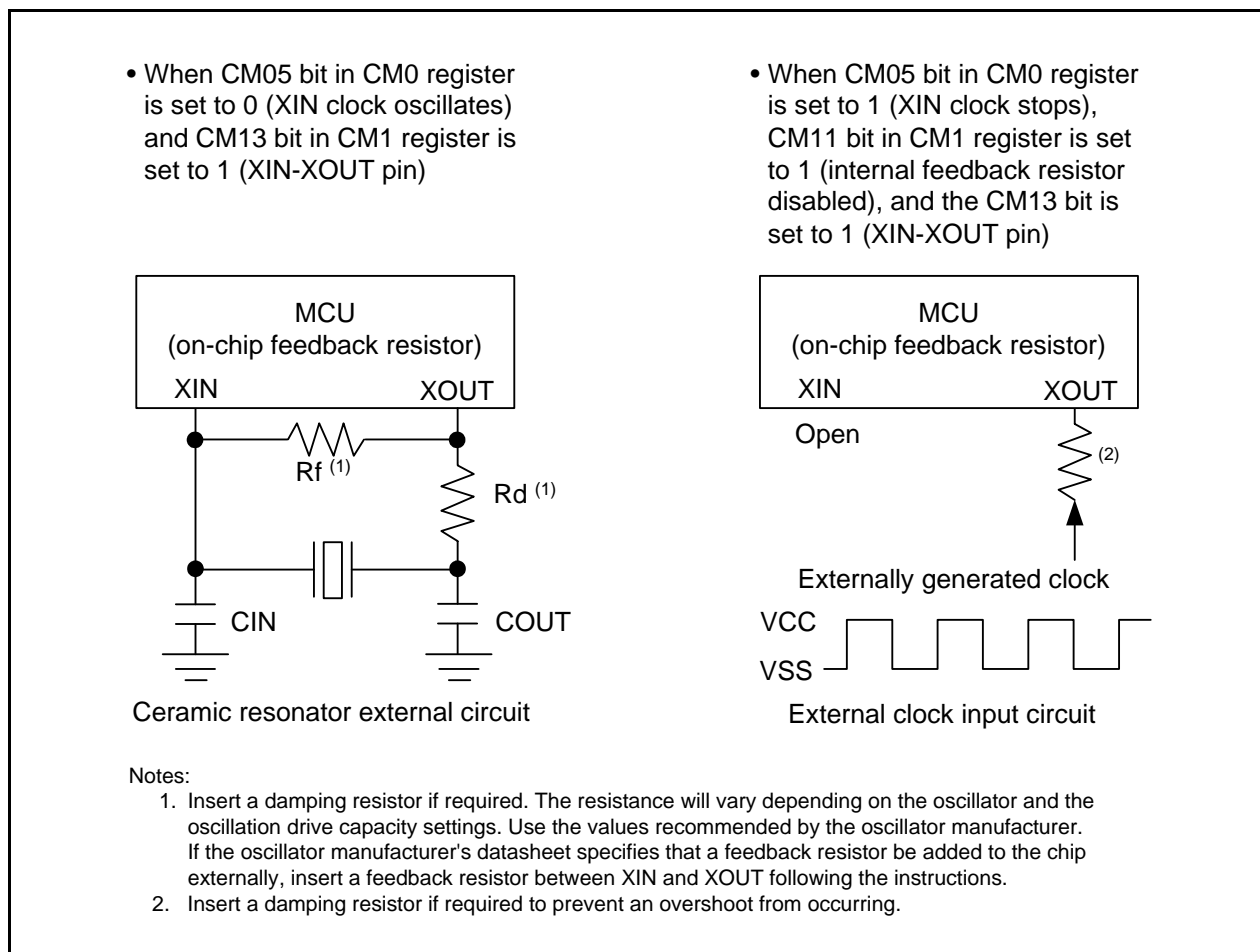 • When CM05 bit in CM0 register
is set to 0 (XIN clock oscillates)
and CM13 bit in CM1 register is
set to 1 (XIN-XOUT pin)
MCU
(on-chip feedback resistor)
XIN
XOUT
Rf (1)
Rd (1)
CIN
COUT
Ceramic resonator external circuit
• When CM05 bit in CM0 register
is set to 1 (XIN clock stops),
CM11 bit in CM1 register is set
to 1 (internal feedback resistor
disabled), and the CM13 bit is
set to 1 (XIN-XOUT pin)
MCU
(on-chip feedback resistor)
XIN
XOUT
Open
(2)
Externally generated clock
VCC
VSS
External clock input circuit
Notes:
1. Insert a damping resistor if required. The resistance will vary depending on the oscillator and the
oscillation drive capacity settings. Use the values recommended by the oscillator manufacturer.
If the oscillator manufacturer's datasheet specifies that a feedback resistor be added to the chip
externally, insert a feedback resistor between XIN and XOUT following the instructions.
2. Insert a damping resistor if required to prevent an overshoot from occurring.